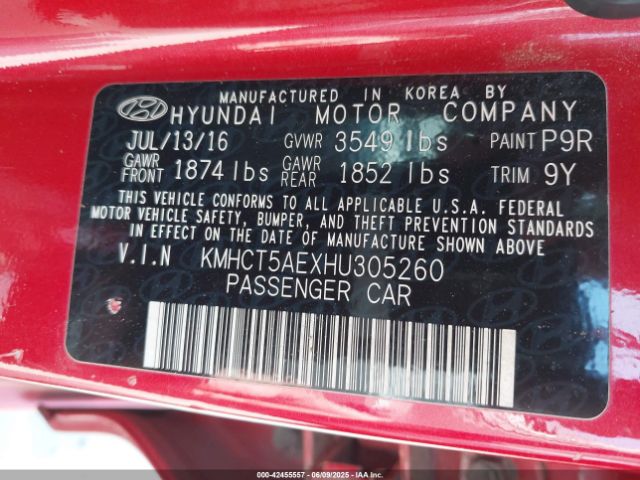 MANUFACTURED IN KOREA BY
HYUNDAI MOTOR COMPANY
JUL/13/16 GVWR 3549 lbs PAINT P9R
GAWR FRONT 1874 lbs GAWR REAR 1852 lbs TRIM 9Y
THIS VEHICLE CONFORMS TO ALL APPLICABLE U.S.A. FEDERAL
MOTOR VEHICLE SAFETY, BUMPER, AND THEFT PREVENTION STANDARDS
IN EFFECT ON THE DATE OF MANUFACTURE SHOWN ABOVE.
V.I.N KMHCT5AEXHU305260
PASSENGER CAR
000-42455557 - 06/09/2025 - IAAI.COM